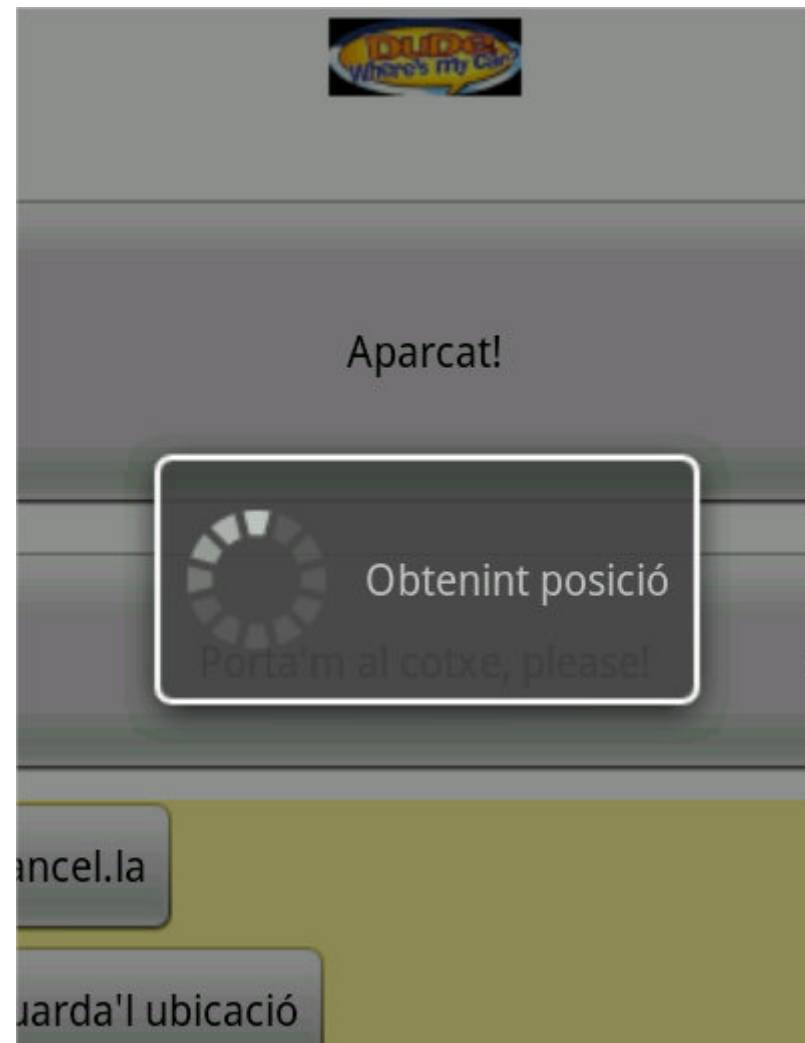 DUDE,
Where's my Car?
Aparcat!
Obtenint posició
Porta'm al cotxe, please!
ancel.la
uarda'l ubicació